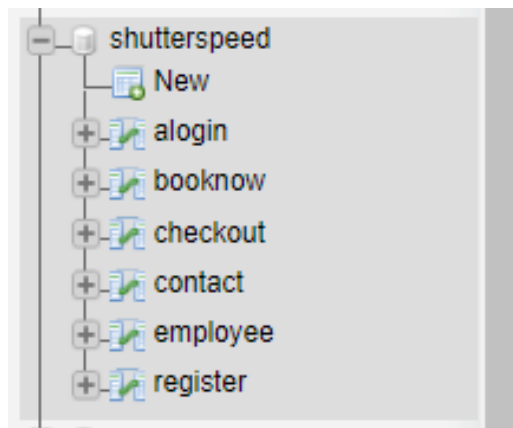 shutterspeed
New
alogin
booknow
checkout
contact
employee
register